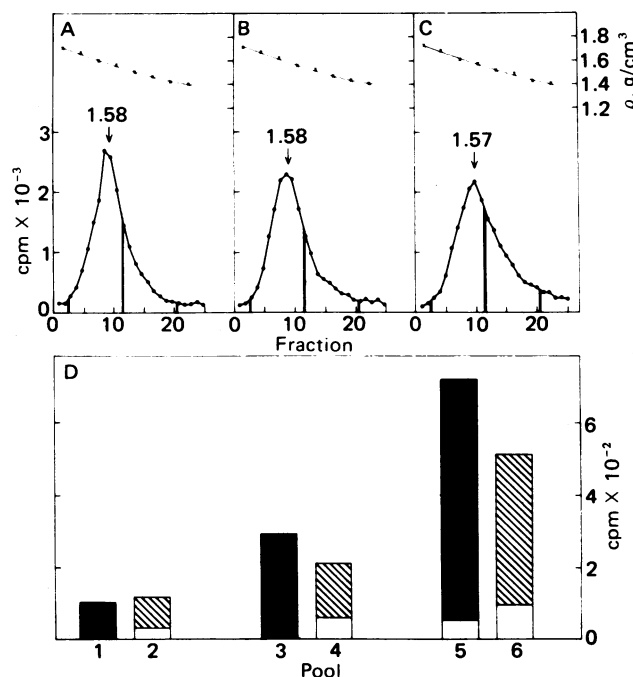 A B C
1.8
1.6
1.4
1.2
ρ, g/cm³
1.58 1.58 1.57
3
2
1
0
cpm X 10⁻³
0 10 20 0 10 20 0 10 20
Fraction
D
6
4
2
0
cpm X 10⁻²
1 2 3 4 5 6
Pool